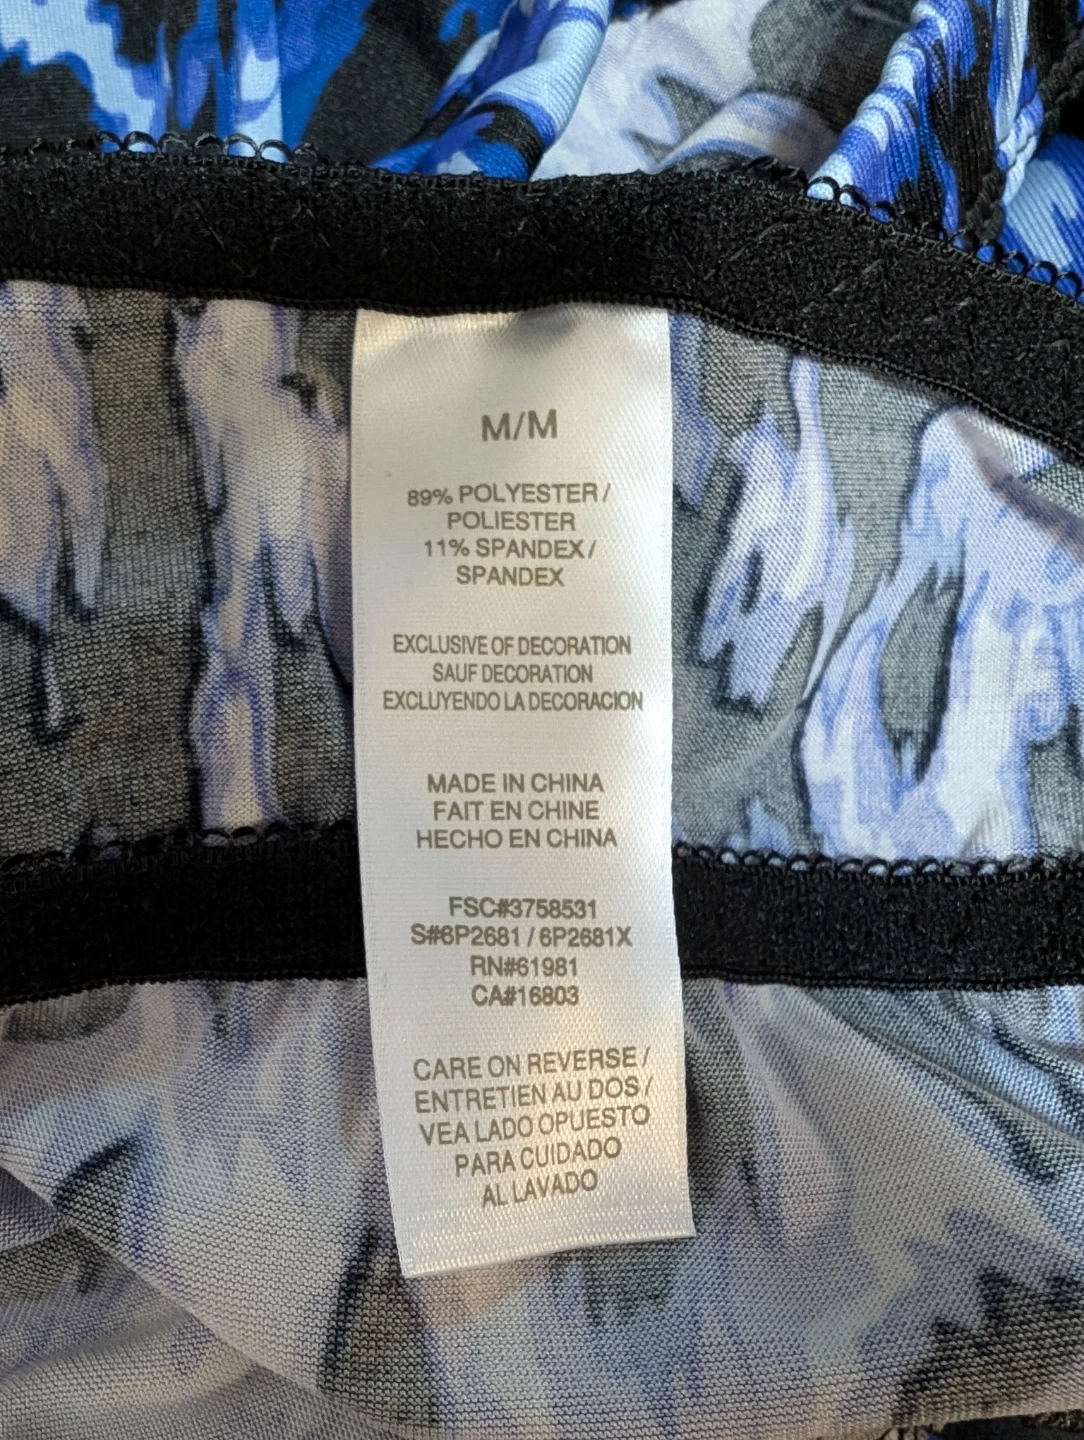 M/M
89% POLYESTER /
POLIESTER
11% SPANDEX /
SPANDEX
EXCLUSIVE OF DECORATION
SAUF DECORATION
EXCLUYENDO LA DECORACION
MADE IN CHINA
FAIT EN CHINE
HECHO EN CHINA
FSC#3758531
S#6P2681 / 6P2681X
RN#61981
CA#16803
CARE ON REVERSE /
ENTRETIEN AU DOS /
VEA LADO OPUESTO
PARA CUIDADO
AL LAVADO